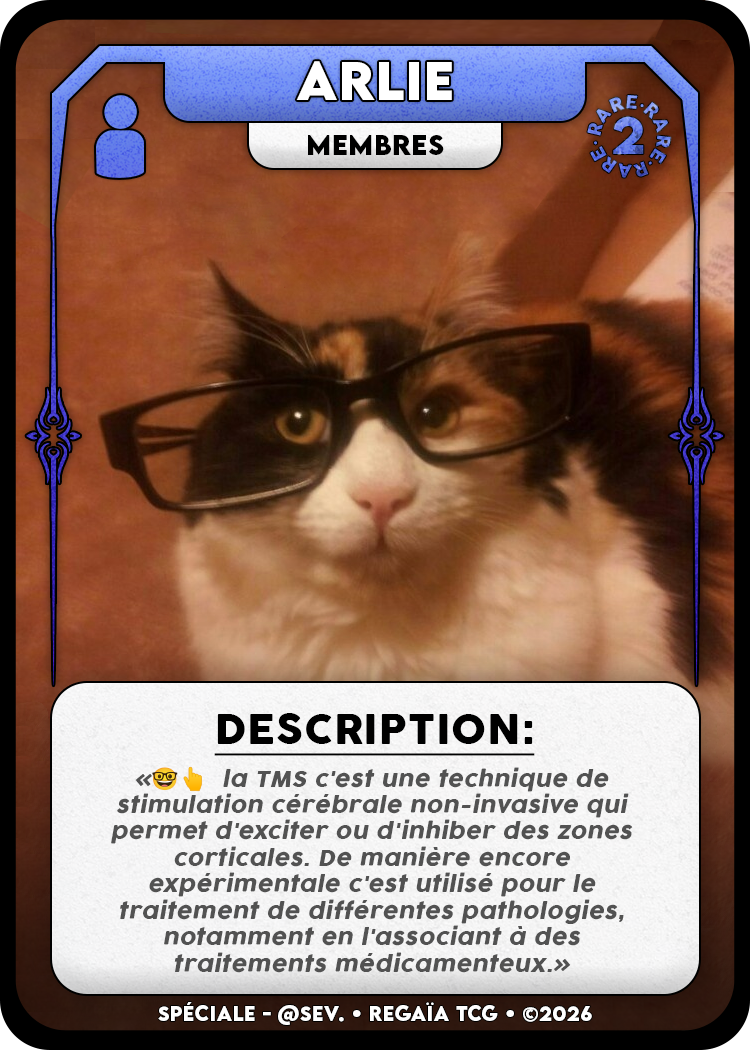 ARLIE
MEMBRES
RARE·RARE·RARE·RARE·
2
DESCRIPTION:
«🤓👆 la TMS c'est une technique de
stimulation cérébrale non-invasive qui
permet d'exciter ou d'inhiber des zones
corticales. De manière encore
expérimentale c'est utilisé pour le
traitement de différentes pathologies,
notamment en l'associant à des
traitements médicamenteux.»
SPÉCIALE - @SEV. • REGAÏA TCG • ©2026